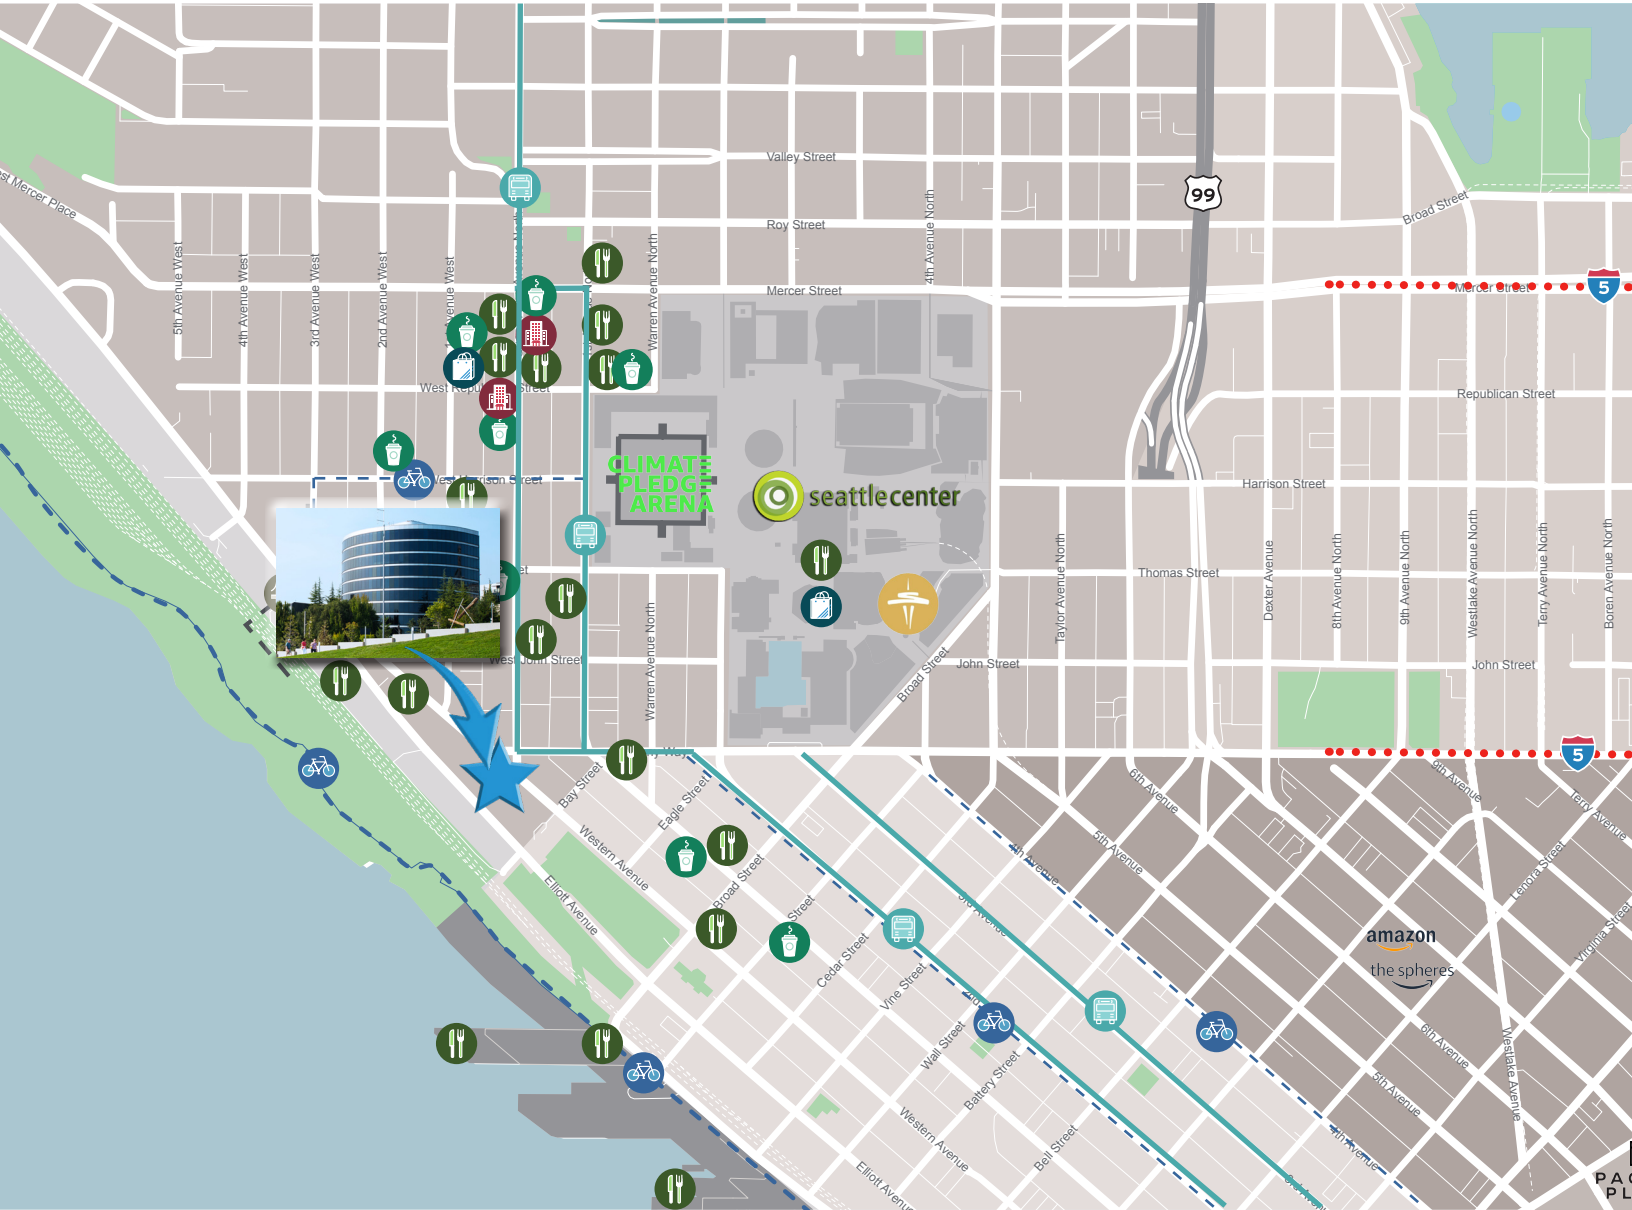 Valley Street
99
4th Avenue North
Broad Street
Roy Street
5th Avenue West
4th Avenue West
3rd Avenue West
2nd Avenue West
Warren Avenue North
Mercer Street
Mercer Street
5
Republican Street
CLIMATE
PLEDGE
ARENA
seattlecenter
Harrison Street
Thomas Street
Taylor Avenue North
Dexter Avenue
8th Avenue North
9th Avenue North
Westlake Avenue North
Terry Avenue North
Boren Avenue North
Warren Avenue North
West John Street
Broad Street
John Street
John Street
5
Bay Street
Eagle Street
Western Avenue
Broad Street
Elliott Avenue
Street
Cedar Street
Vine Street
Wall Street
Battery Street
Bell Street
Western Avenue
Elliott Avenue
3rd Avenue
4th Avenue
5th Avenue
6th Avenue
9th Avenue
Terry Avenue
Lenora Street
Virginia Street
amazon
the spheres
Westlake Avenue
6th Avenue
5th Avenue
4th Avenue